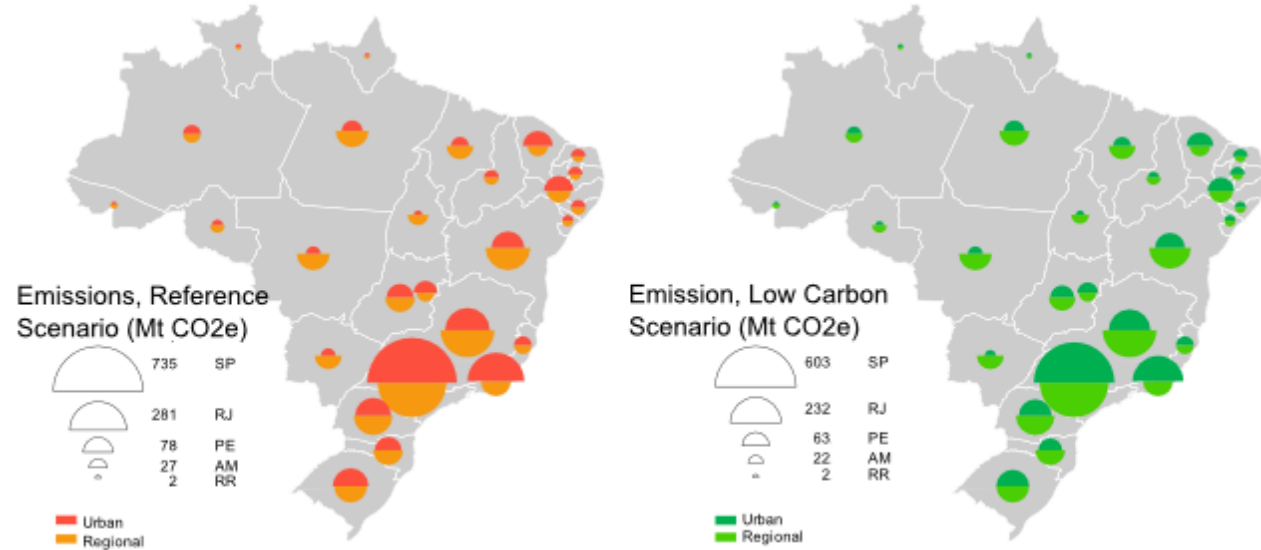 Emissions, Reference
Scenario (Mt CO2e)
735 SP
281 RJ
78 PE
27 AM
2 RR
Urban
Regional
Emission, Low Carbon
Scenario (Mt CO2e)
603 SP
232 RJ
63 PE
22 AM
2 RR
Urban
Regional